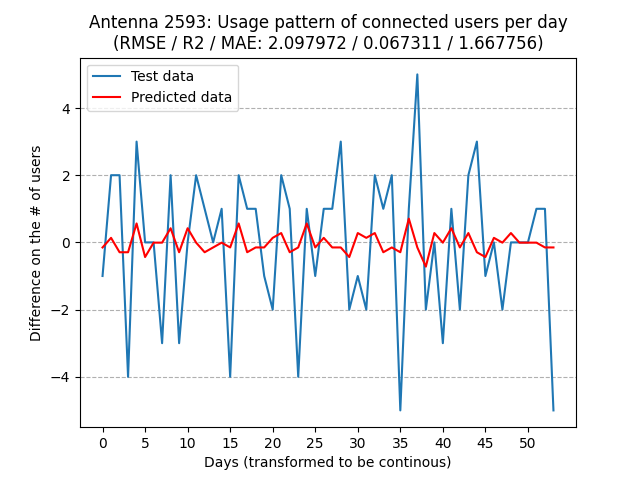 Antenna 2593: Usage pattern of connected users per day
(RMSE / R2 / MAE: 2.097972 / 0.067311 / 1.667756)
Test data
Predicted data
Difference on the # of users
4
2
0
−2
−4
0 5 10 15 20 25 30 35 40 45 50
Days (transformed to be continous)